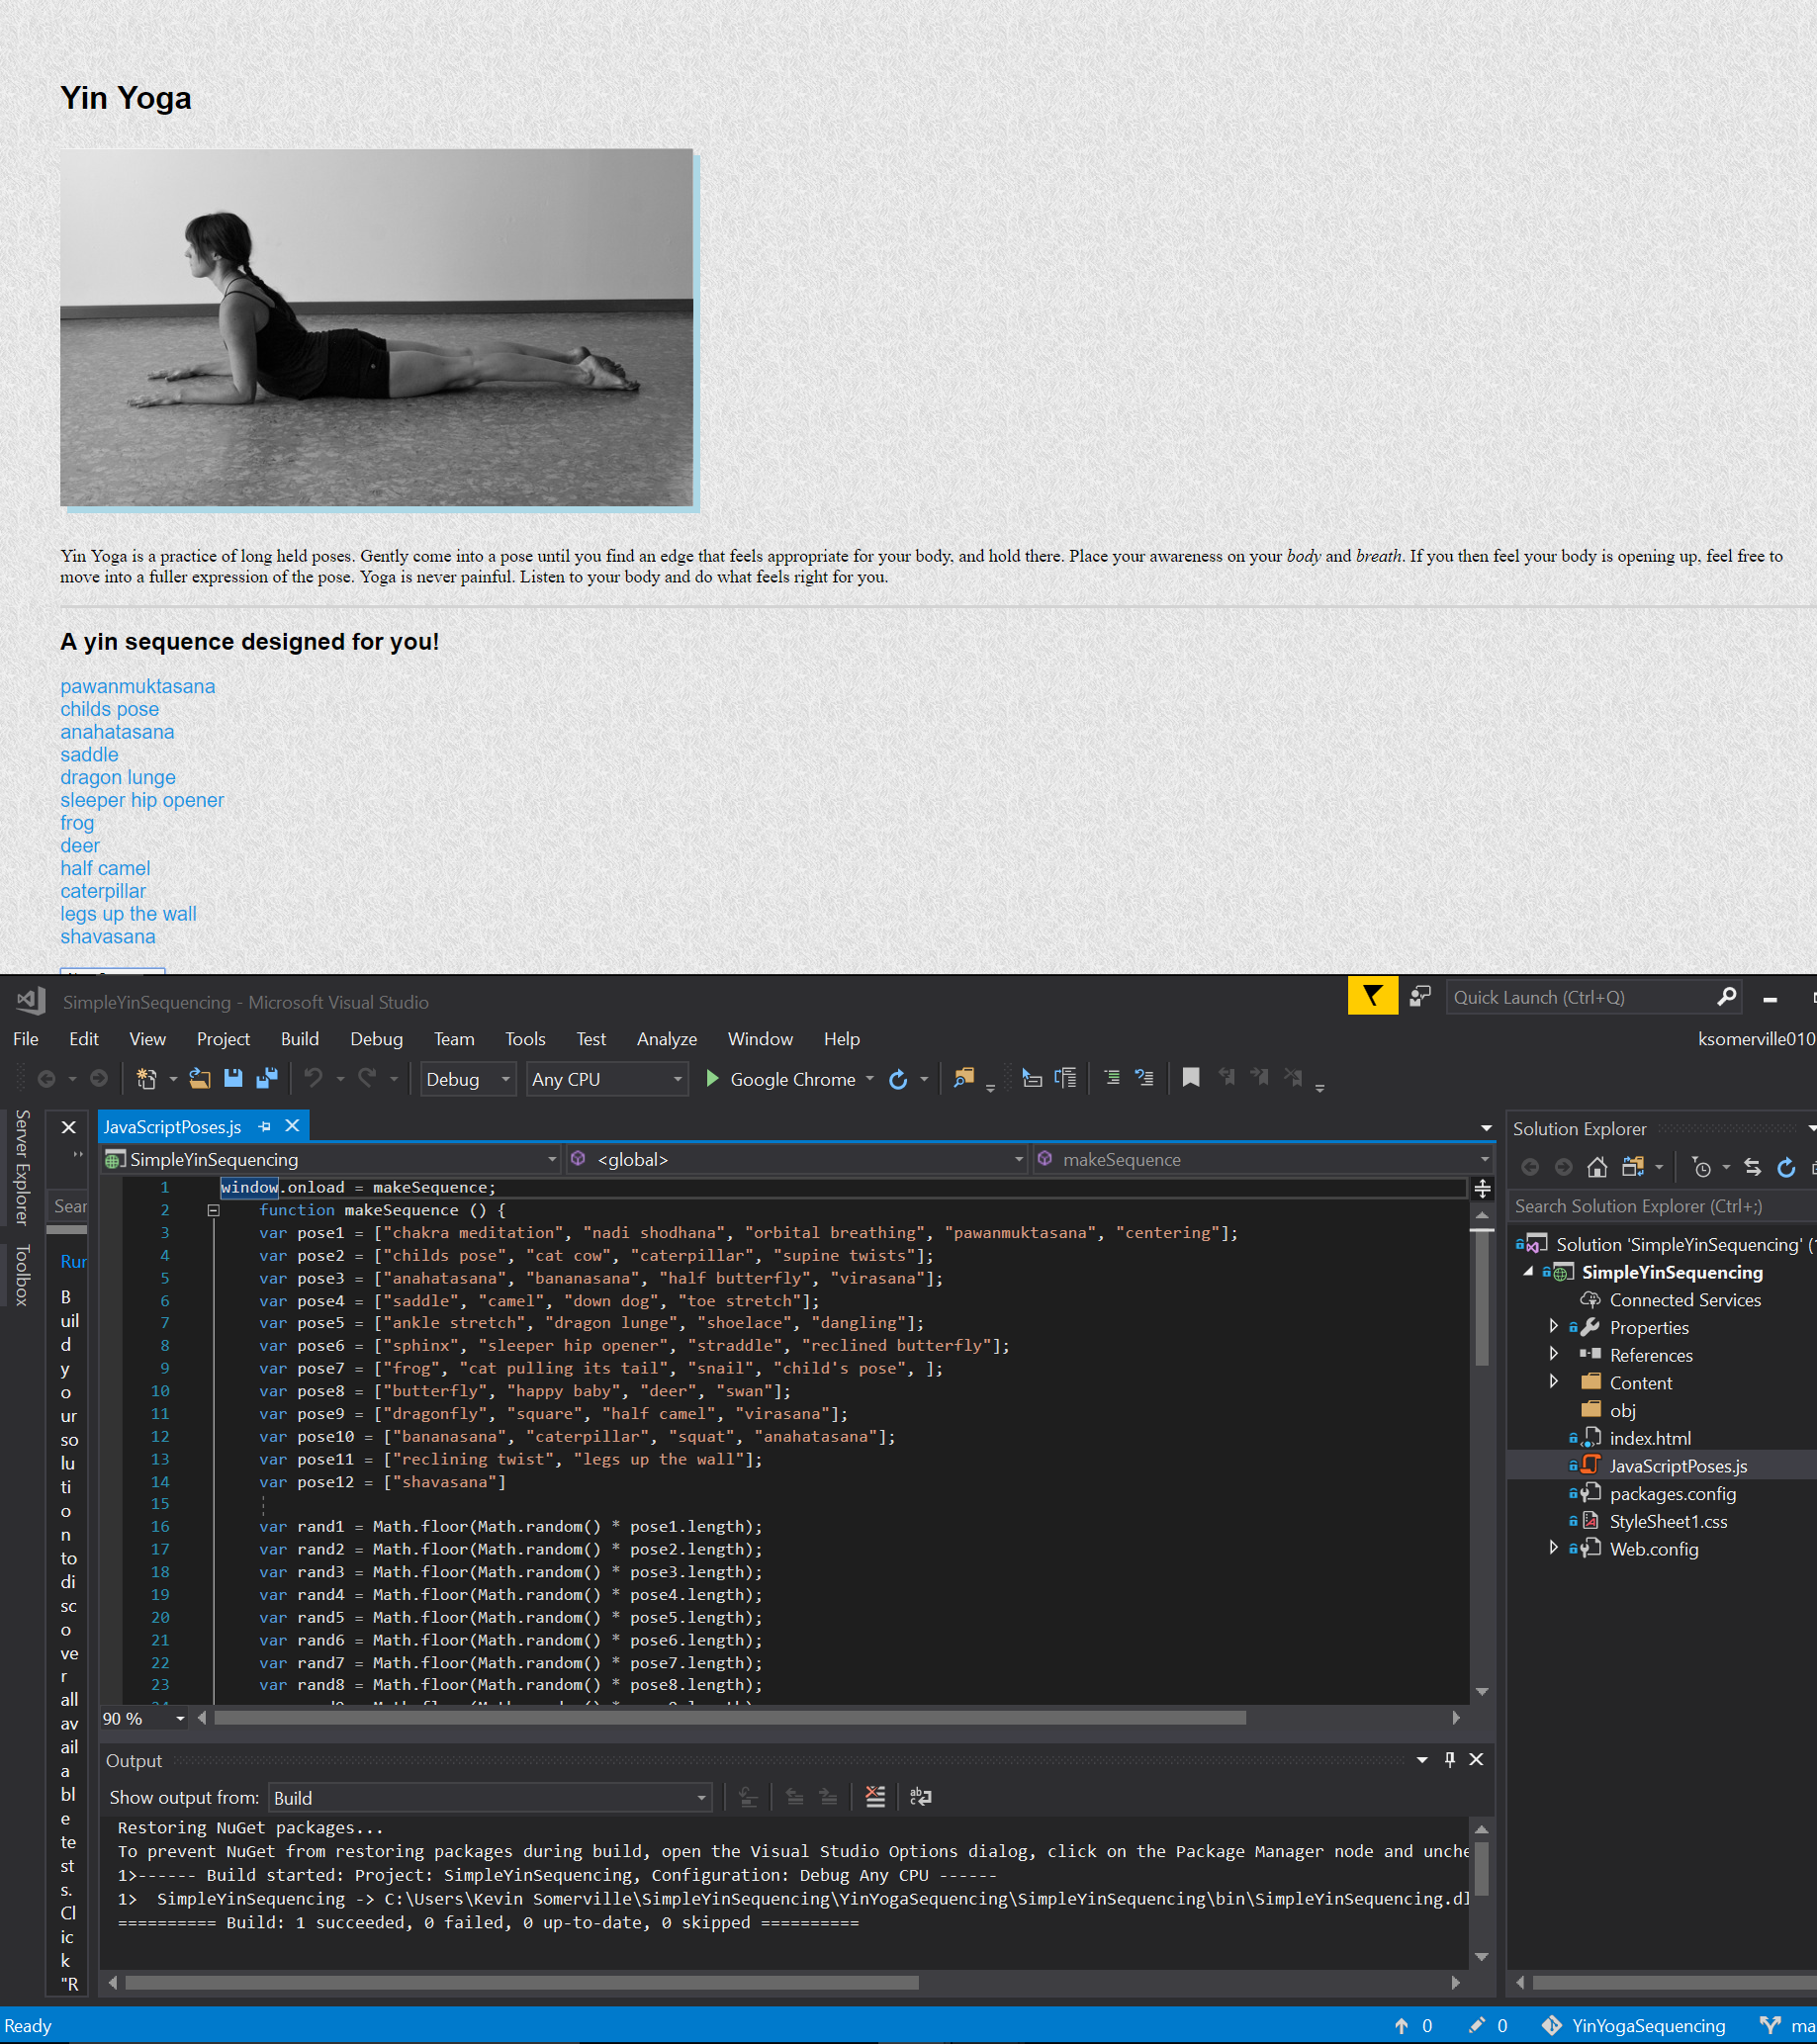 Yin Yoga
Yin Yoga is a practice of long held poses. Gently come into a pose until you find an edge that feels appropriate for your body, and hold there. Place your awareness on your body and breath. If you then feel your body is opening up, feel free to
move into a fuller expression of the pose. Yoga is never painful. Listen to your body and do what feels right for you.
A yin sequence designed for you!
pawanmuktasana
childs pose
anahatasana
saddle
dragon lunge
sleeper hip opener
frog
deer
half camel
caterpillar
legs up the wall
shavasana
SimpleYinSequencing - Microsoft Visual Studio
Quick Launch (Ctrl+Q)
File Edit View Project Build Debug Team Tools Test Analyze Window Help
ksomerville010
Debug Any CPU Google Chrome
Server Explorer
Toolbox
Sear
Run
B
uil
d
y
o
ur
so
lu
ti
o
n
to
di
sc
o
ve
r
all
av
ail
a
bl
e
te
st
s.
Cl
ic
k
"R
JavaScriptPoses.js
SimpleYinSequencing <global> makeSequence
1 window.onload = makeSequence;
2 function makeSequence () {
3 var pose1 = ["chakra meditation", "nadi shodhana", "orbital breathing", "pawanmuktasana", "centering"];
4 var pose2 = ["childs pose", "cat cow", "caterpillar", "supine twists"];
5 var pose3 = ["anahatasana", "bananasana", "half butterfly", "virasana"];
6 var pose4 = ["saddle", "camel", "down dog", "toe stretch"];
7 var pose5 = ["ankle stretch", "dragon lunge", "shoelace", "dangling"];
8 var pose6 = ["sphinx", "sleeper hip opener", "straddle", "reclined butterfly"];
9 var pose7 = ["frog", "cat pulling its tail", "snail", "child's pose", ];
10 var pose8 = ["butterfly", "happy baby", "deer", "swan"];
11 var pose9 = ["dragonfly", "square", "half camel", "virasana"];
12 var pose10 = ["bananasana", "caterpillar", "squat", "anahatasana"];
13 var pose11 = ["reclining twist", "legs up the wall"];
14 var pose12 = ["shavasana"]
15
16 var rand1 = Math.floor(Math.random() * pose1.length);
17 var rand2 = Math.floor(Math.random() * pose2.length);
18 var rand3 = Math.floor(Math.random() * pose3.length);
19 var rand4 = Math.floor(Math.random() * pose4.length);
20 var rand5 = Math.floor(Math.random() * pose5.length);
21 var rand6 = Math.floor(Math.random() * pose6.length);
22 var rand7 = Math.floor(Math.random() * pose7.length);
23 var rand8 = Math.floor(Math.random() * pose8.length);
90 %
Output
Show output from: Build
Restoring NuGet packages...
To prevent NuGet from restoring packages during build, open the Visual Studio Options dialog, click on the Package Manager node and unche
1>------ Build started: Project: SimpleYinSequencing, Configuration: Debug Any CPU ------
1> SimpleYinSequencing -> C:\Users\Kevin Somerville\SimpleYinSequencing\YinYogaSequencing\SimpleYinSequencing\bin\SimpleYinSequencing.dl
========== Build: 1 succeeded, 0 failed, 0 up-to-date, 0 skipped ==========
Solution Explorer
Search Solution Explorer (Ctrl+;)
Solution 'SimpleYinSequencing' (
SimpleYinSequencing
Connected Services
Properties
References
Content
obj
index.html
JavaScriptPoses.js
packages.config
StyleSheet1.css
Web.config
Ready
0 0 YinYogaSequencing ma